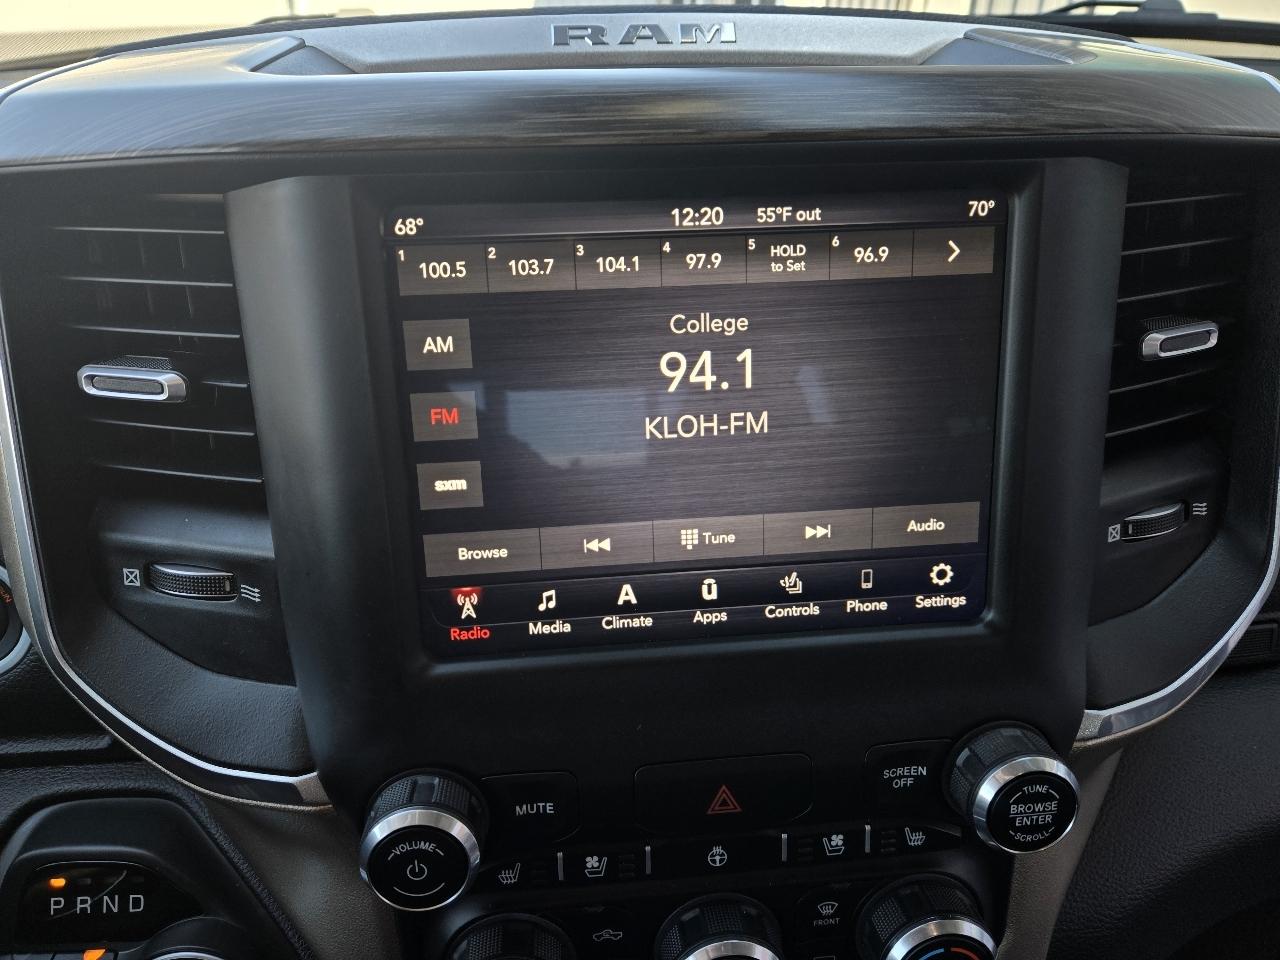 RAM
68° 12:20 55°F out 70°
1 100.5 2 103.7 3 104.1 4 97.9 5 HOLD to Set 6 96.9
College
AM
94.1
FM
KLOH-FM
sxm
Browse Tune Audio
Radio Media Climate Apps Controls Phone Settings
MUTE
SCREEN
OFF
TUNE
BROWSE
ENTER
SCROLL
VOLUME
P R N D
FRONT